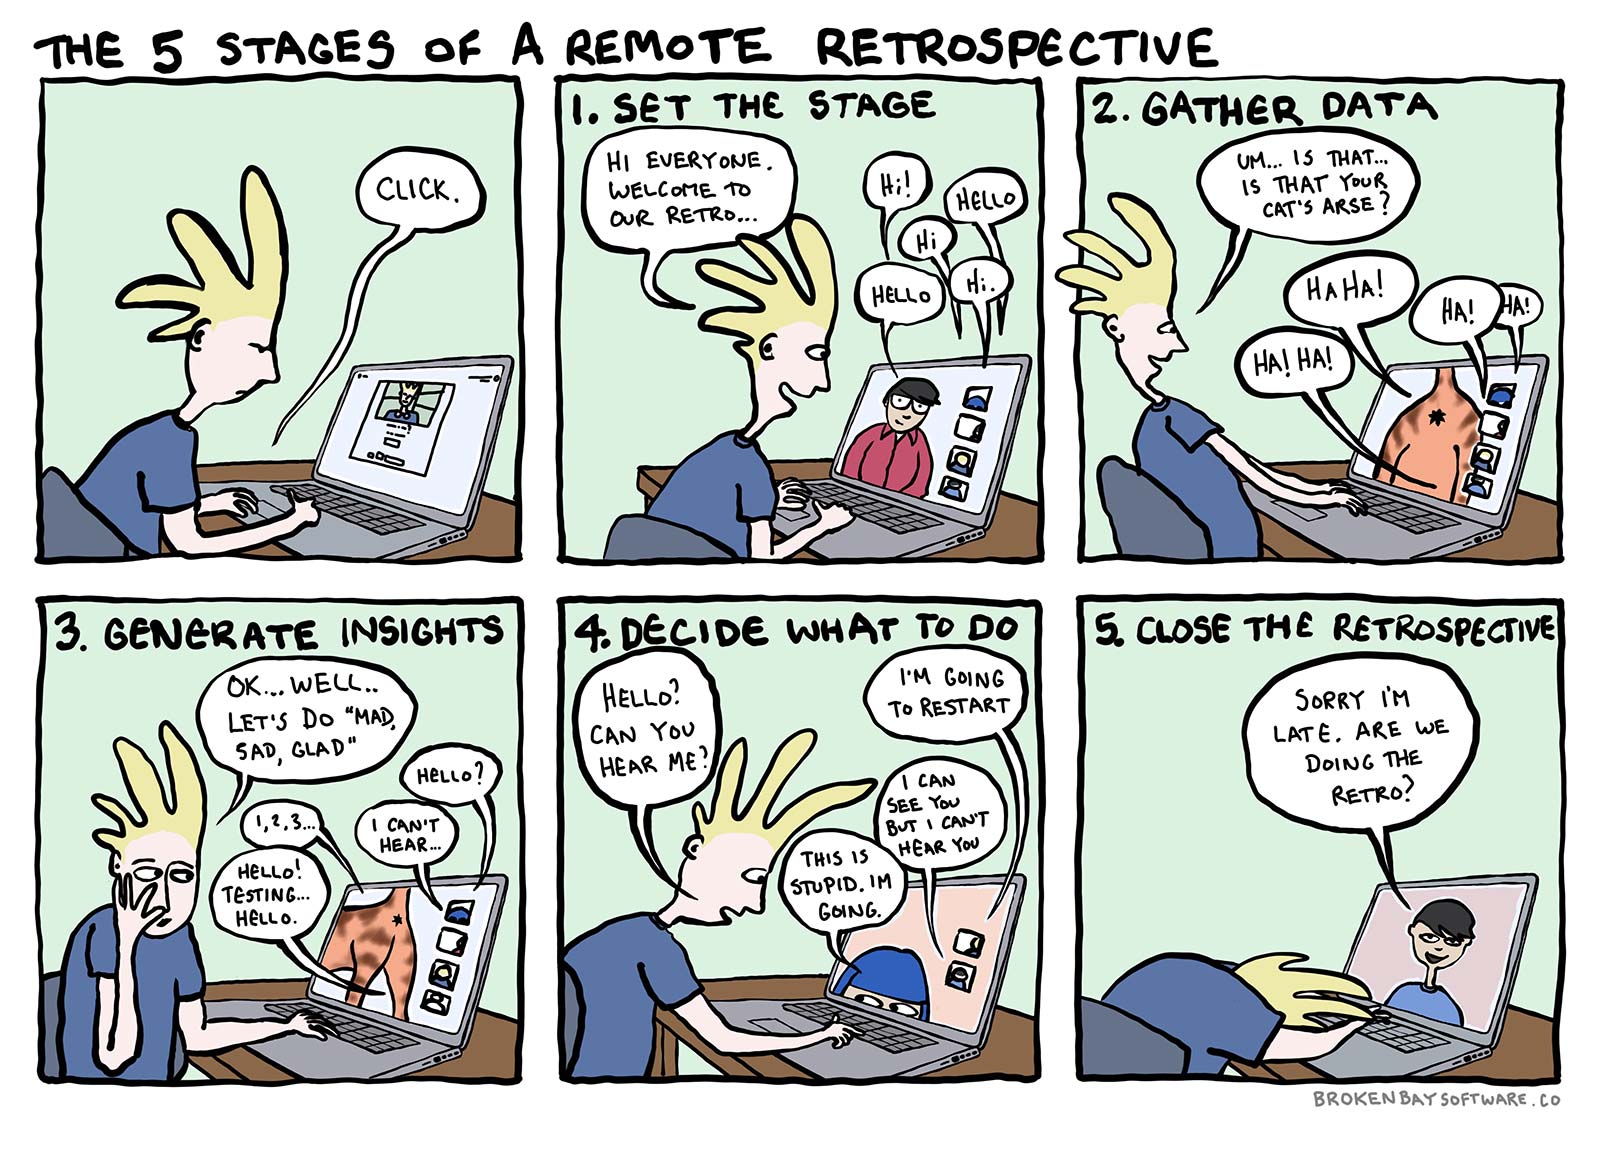 THE 5 STAGES OF A REMOTE RETROSPECTIVE
CLICK.
1. SET THE STAGE
HI EVERYONE.
WELCOME TO
OUR RETRO...
Hi!
HELLO
Hi
HELLO
Hi.
2. GATHER DATA
UM... IS THAT...
IS THAT YOUR
CAT'S ARSE?
HAHA!
HA!
HA!
HA! HA!
3. GENERATE INSIGHTS
OK... WELL..
LET'S DO "MAD,
SAD, GLAD"
HELLO?
1, 2, 3...
I CAN'T
HEAR...
HELLO!
TESTING...
HELLO.
4. DECIDE WHAT TO DO
HELLO?
CAN YOU
HEAR ME?
I'M GOING
TO RESTART
I CAN
SEE YOU
BUT I CAN'T
HEAR YOU
THIS IS
STUPID. IM
GOING.
5. CLOSE THE RETROSPECTIVE
SORRY I'M
LATE. ARE WE
DOING THE
RETRO?
BROKENBAYSOFTWARE.CO